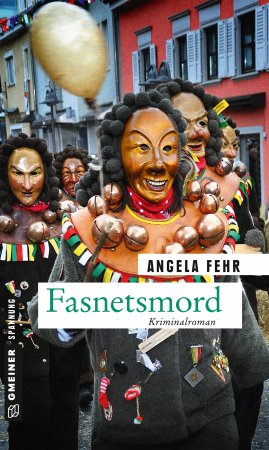 ANGELA FEHR
Fasnetsmord
Kriminalroman
GMEINER SPANNUNG